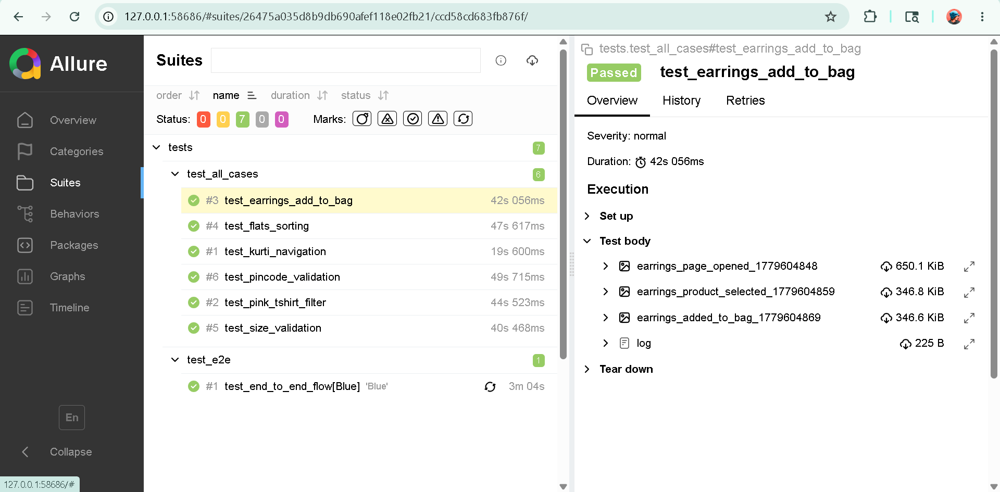 127.0.0.1:58686/#suites/26475a035d8b9db690afef118e02fb21/ccd58cd683fb876f/
Allure
Overview
Categories
Suites
Behaviors
Packages
Graphs
Timeline
En
Collapse
127.0.0.1:58686/#
Suites
order name duration status
Status: 0 0 7 0 0 Marks:
tests 7
test_all_cases 6
#3 test_earrings_add_to_bag 42s 056ms
#4 test_flats_sorting 47s 617ms
#1 test_kurti_navigation 19s 600ms
#6 test_pincode_validation 49s 715ms
#2 test_pink_tshirt_filter 44s 523ms
#5 test_size_validation 40s 468ms
test_e2e 1
#1 test_end_to_end_flow[Blue] 'Blue' 3m 04s
tests.test_all_cases#test_earrings_add_to_bag
Passed test_earrings_add_to_bag
Overview History Retries
Severity: normal
Duration: 42s 056ms
Execution
Set up
Test body
earrings_page_opened_1779604848 650.1 KiB
earrings_product_selected_1779604859 346.8 KiB
earrings_added_to_bag_1779604869 346.6 KiB
log 225 B
Tear down